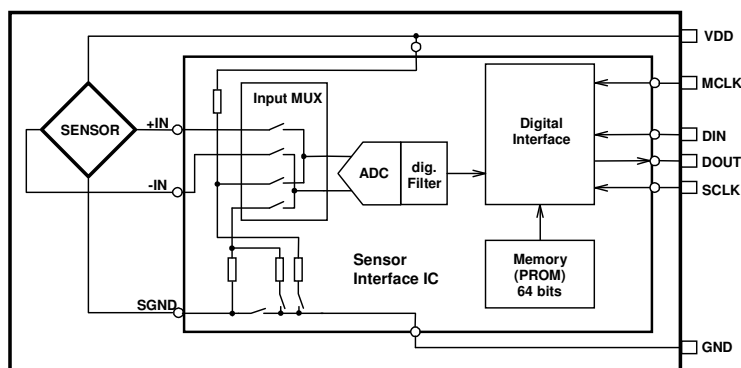 VDD
MCLK
Input MUX
Digital
Interface
+IN
SENSOR
DIN
DOUT
ADC
dig.
Filter
-IN
SCLK
Sensor
Interface IC
Memory
(PROM)
64 bits
SGND
GND